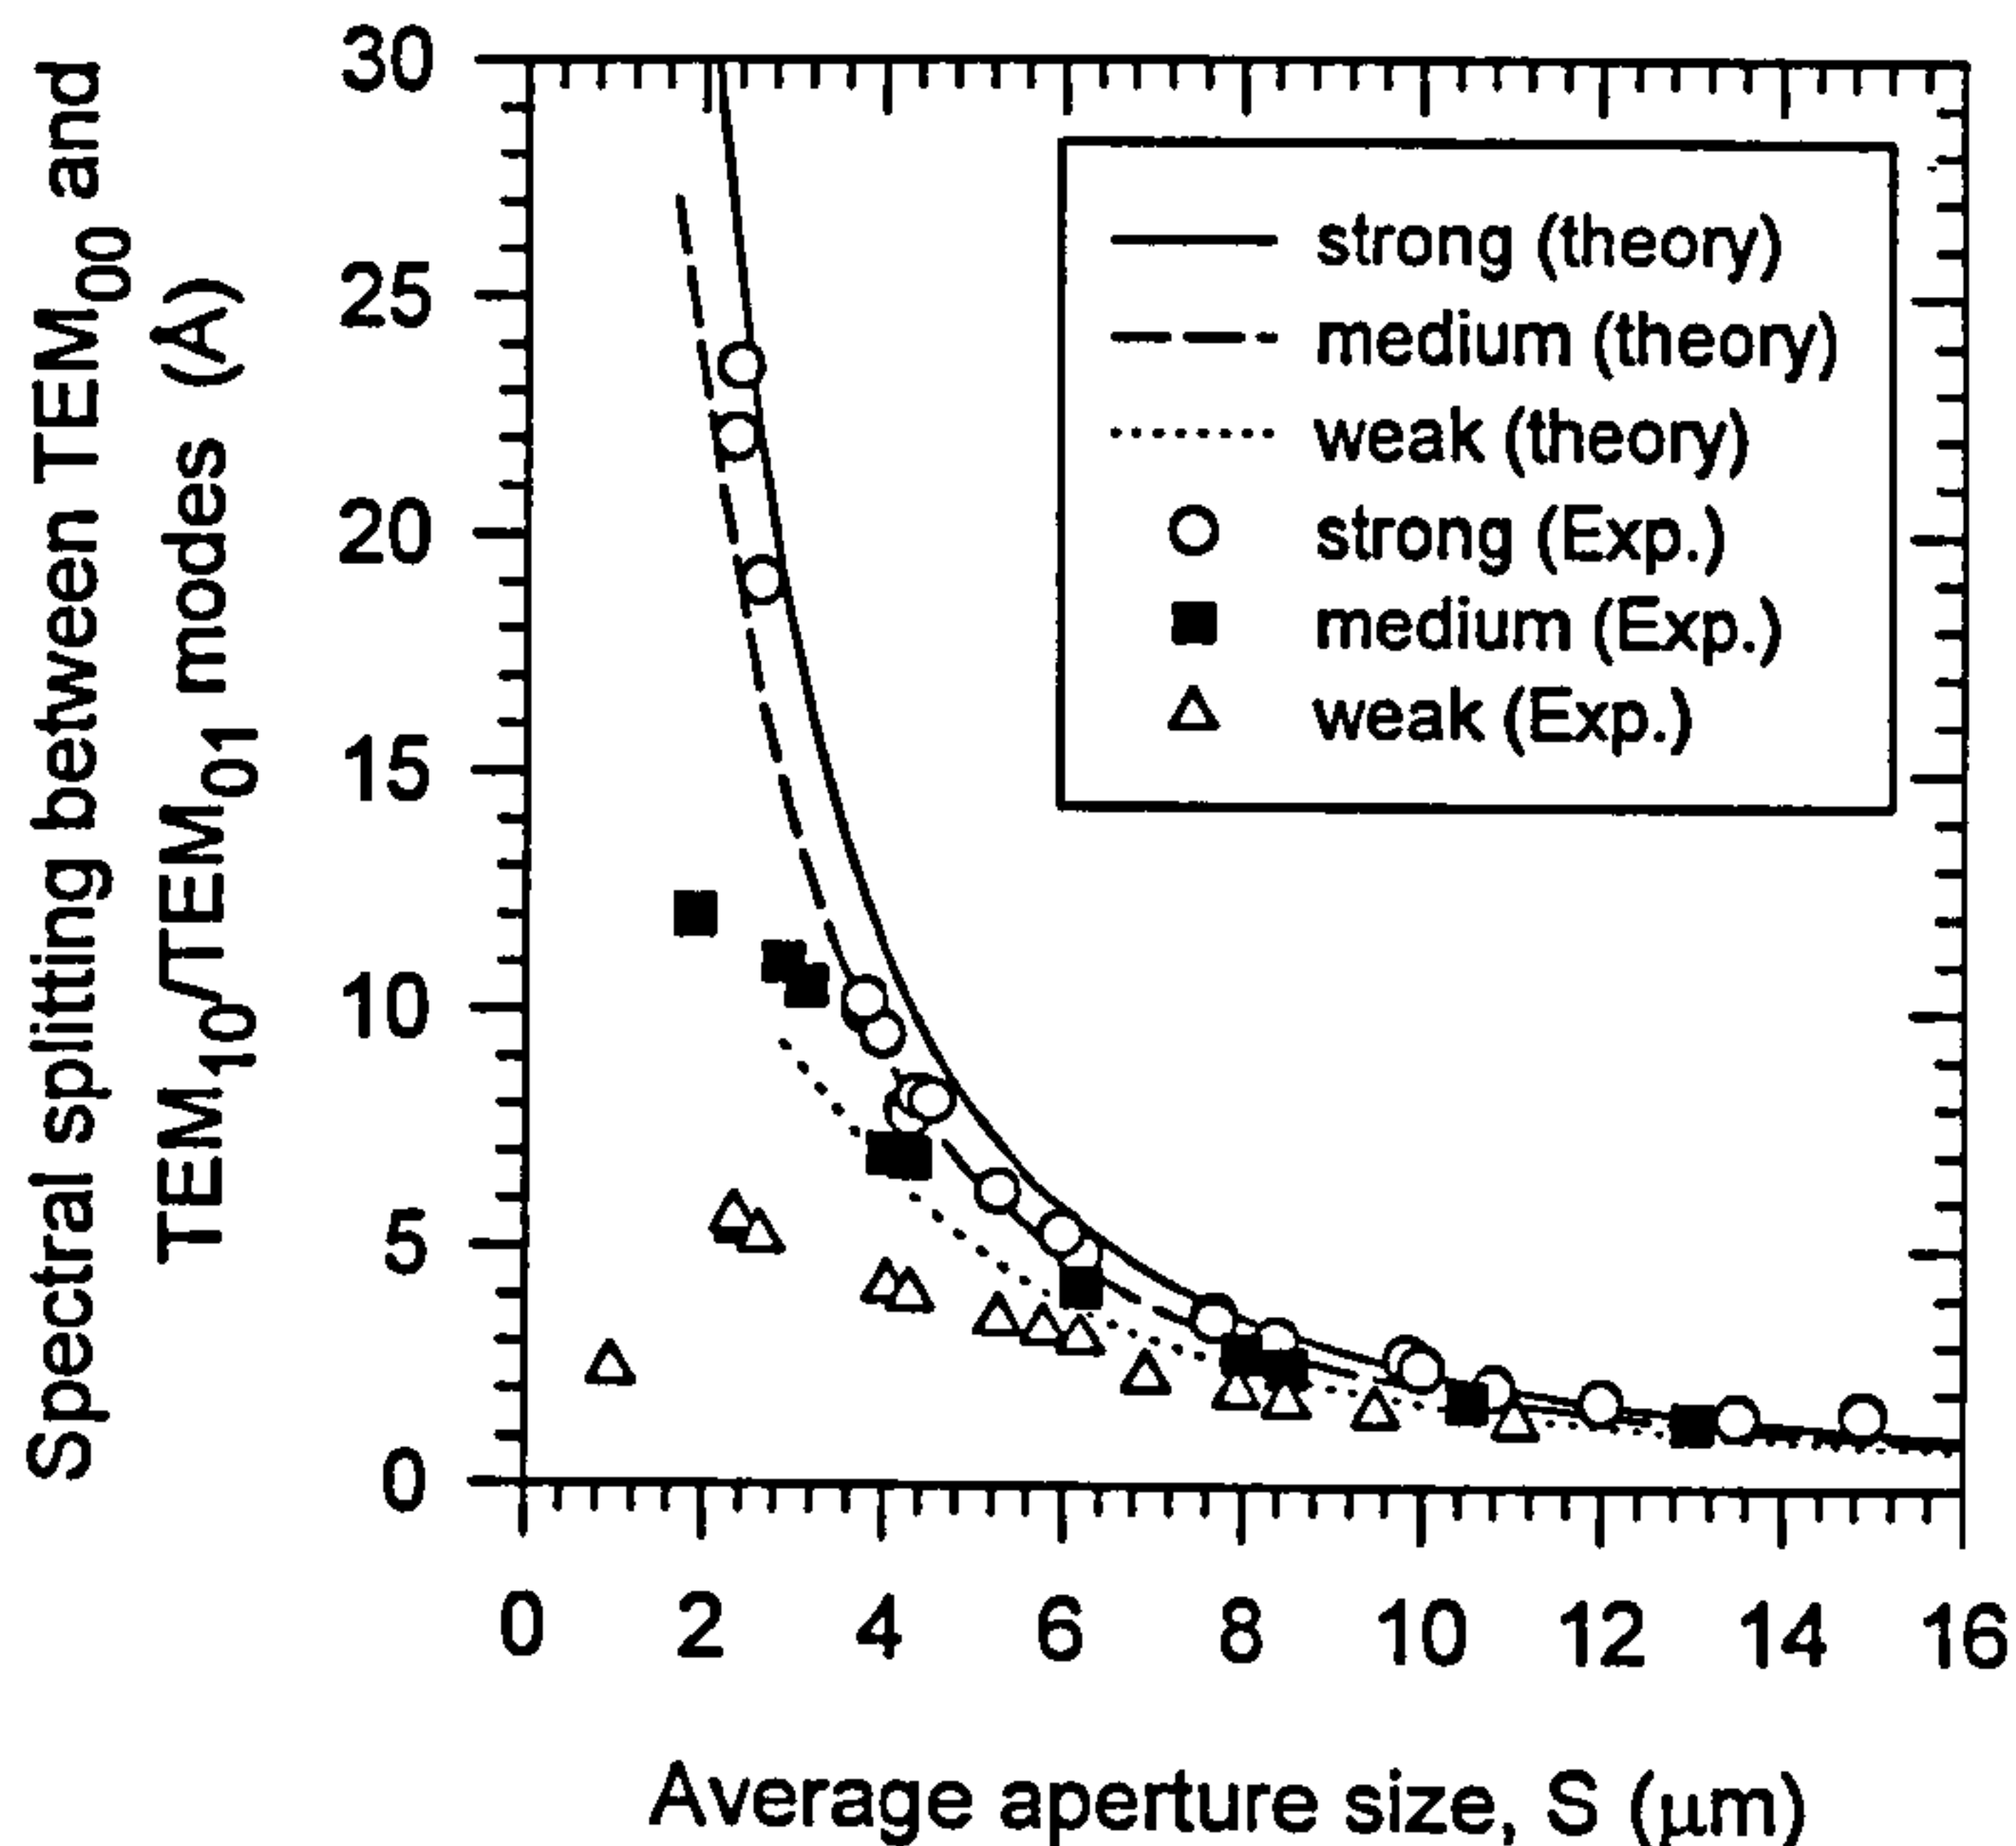 Spectral splitting between TEM00 and
TEM10/TEM01 modes (Å)
30
25
20
15
10
5
0
strong (theory)
medium (theory)
weak (theory)
strong (Exp.)
medium (Exp.)
weak (Exp.)
0 2 4 6 8 10 12 14 16
Average aperture size, S (μm)